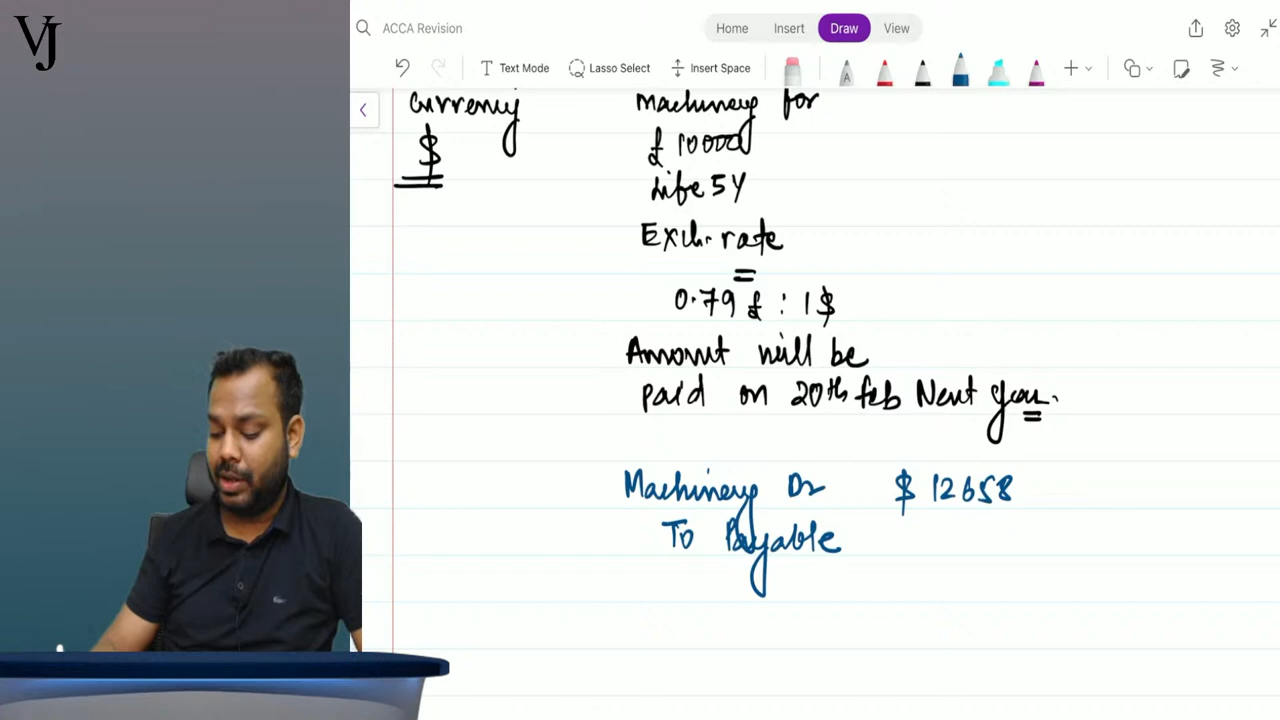 VJ
ACCA Revision
Home Insert Draw View
Text Mode Lasso Select Insert Space
Currency
$
Machinery for
£ 10000
Life 5Y
Exch. rate
=
0.79 £ : 1 $
Amount will be
paid on 20th feb Next year.
Machinery Dr $ 12658
To Payable